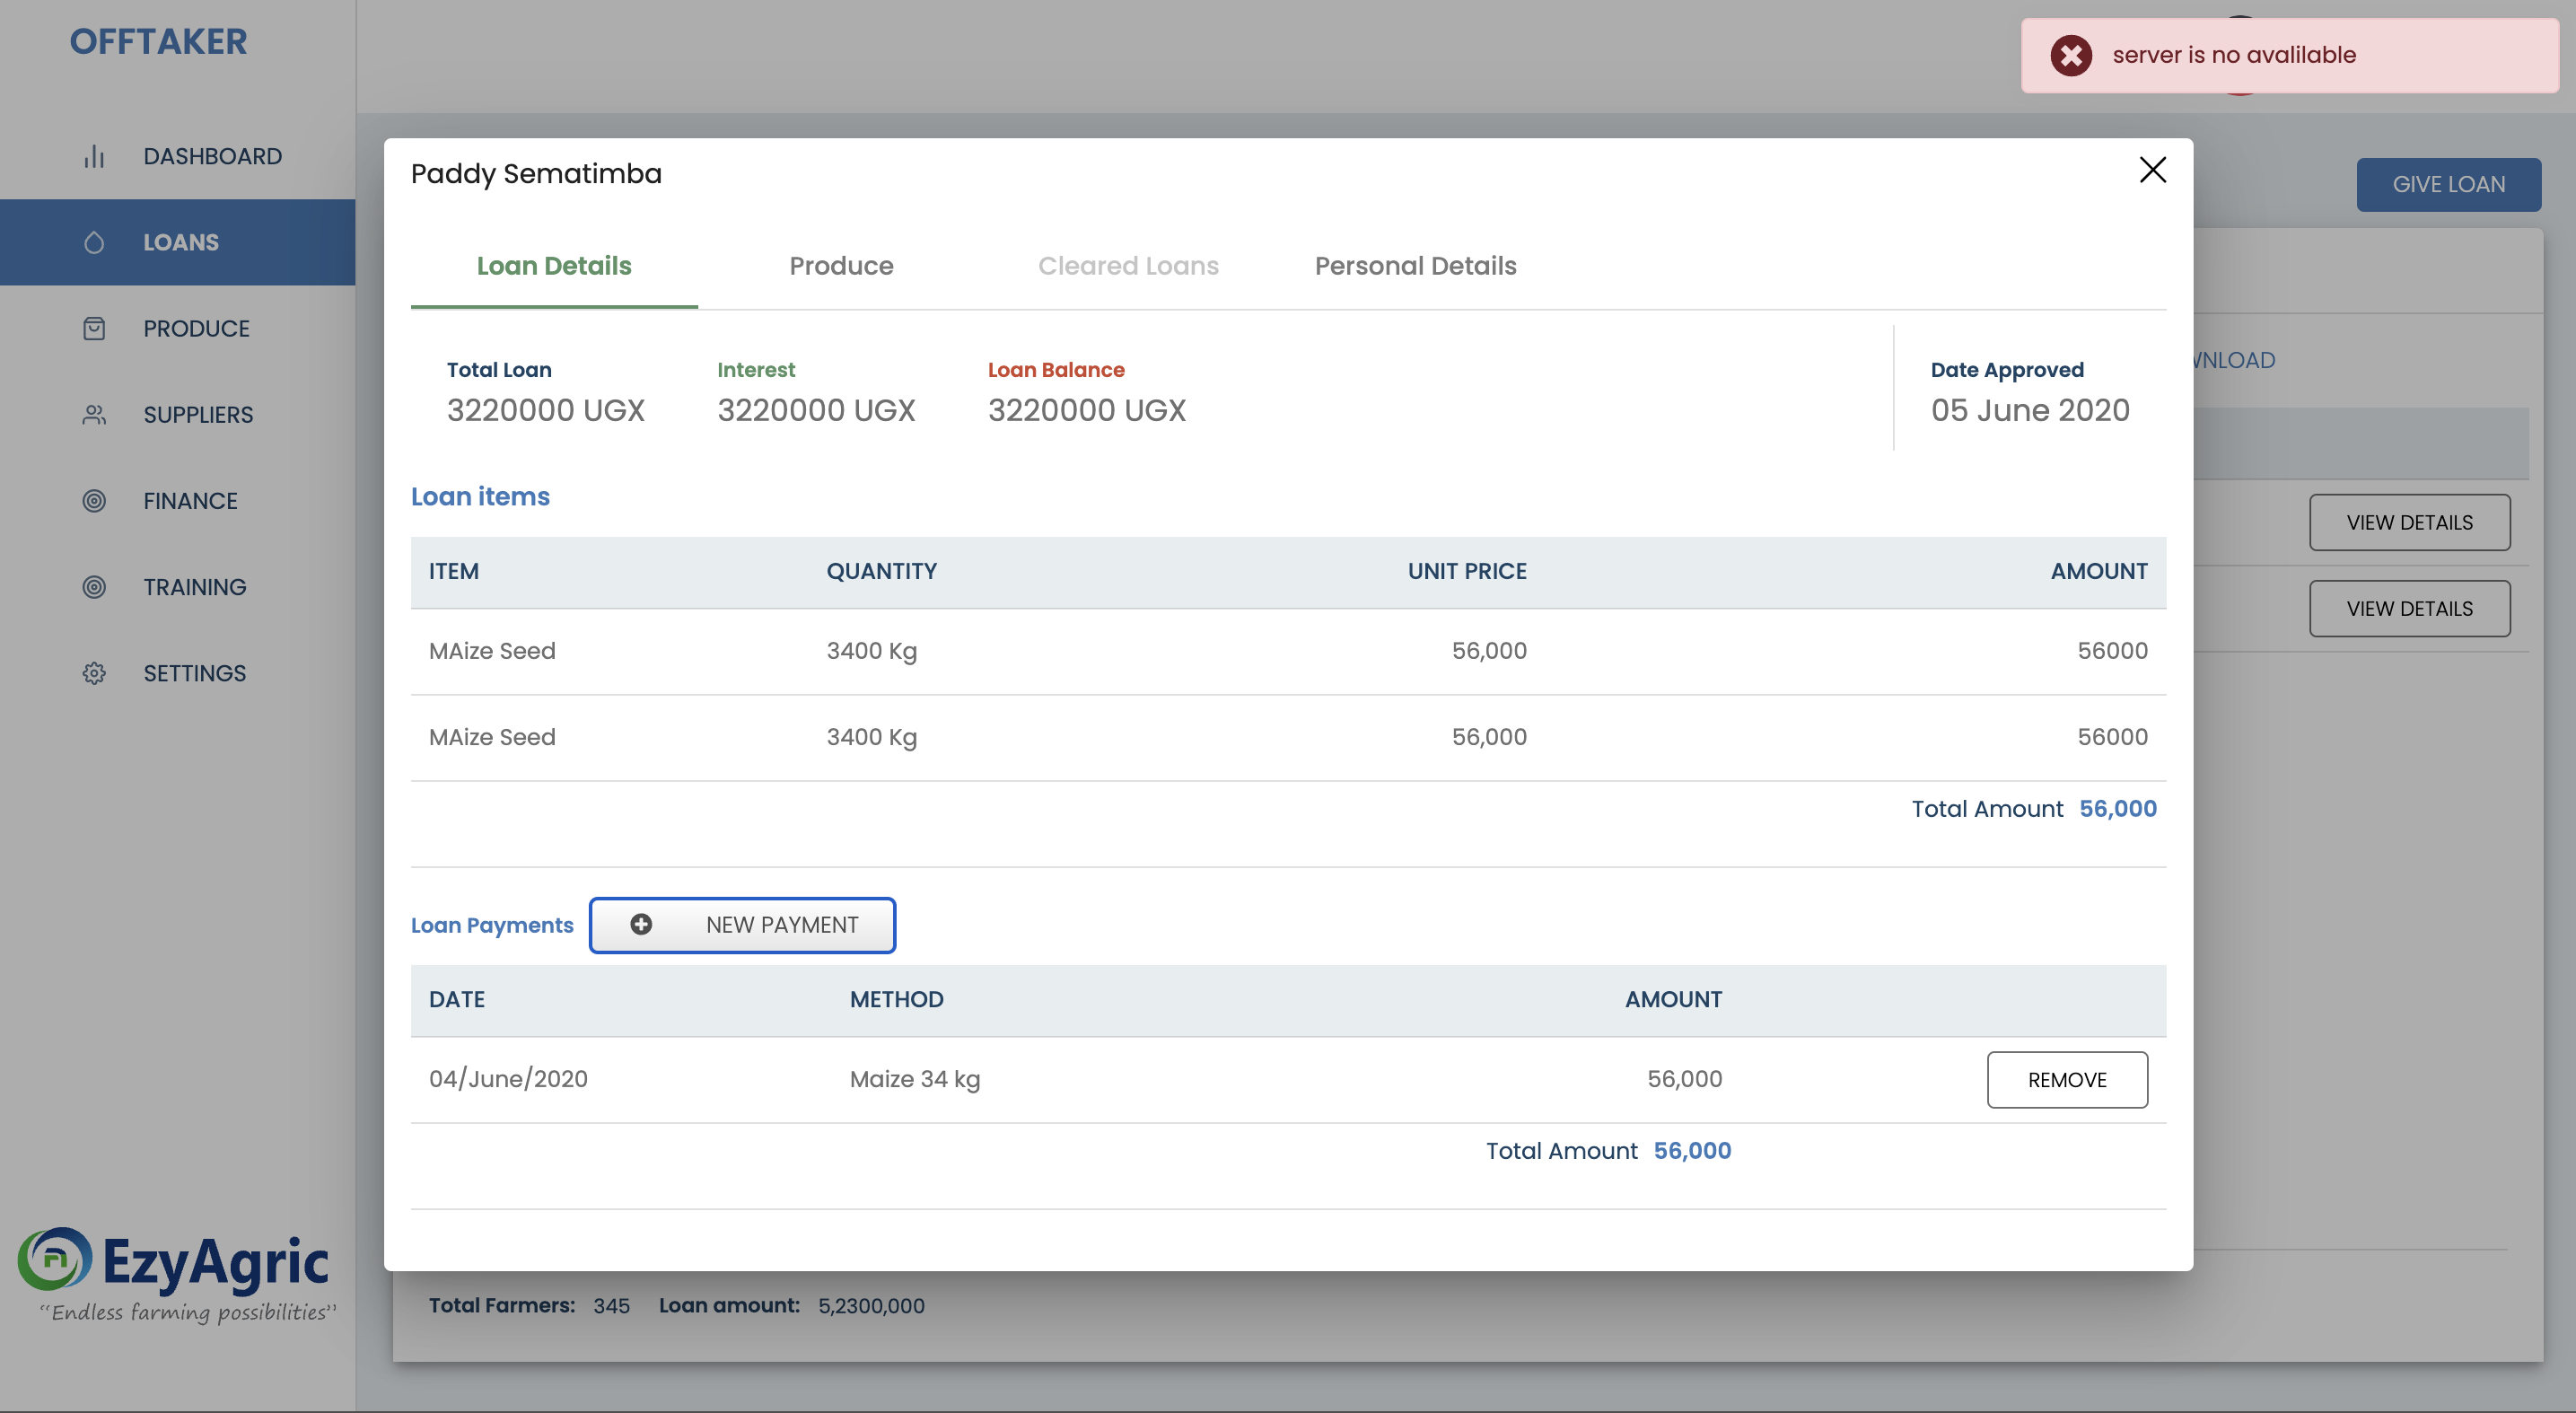 OFFTAKER
server is no avalilable
DASHBOARD
LOANS
PRODUCE
SUPPLIERS
FINANCE
TRAINING
SETTINGS
EzyAgric
“Endless farming possibilities”
GIVE LOAN
WNLOAD
VIEW DETAILS
VIEW DETAILS
Paddy Sematimba
Loan Details Produce Cleared Loans Personal Details
Total Loan Interest Loan Balance Date Approved
3220000 UGX 3220000 UGX 3220000 UGX 05 June 2020
Loan items
ITEM QUANTITY UNIT PRICE AMOUNT
MAize Seed 3400 Kg 56,000 56000
MAize Seed 3400 Kg 56,000 56000
Total Amount 56,000
Loan Payments NEW PAYMENT
DATE METHOD AMOUNT
04/June/2020 Maize 34 kg 56,000 REMOVE
Total Amount 56,000
Total Farmers: 345 Loan amount: 5,2300,000